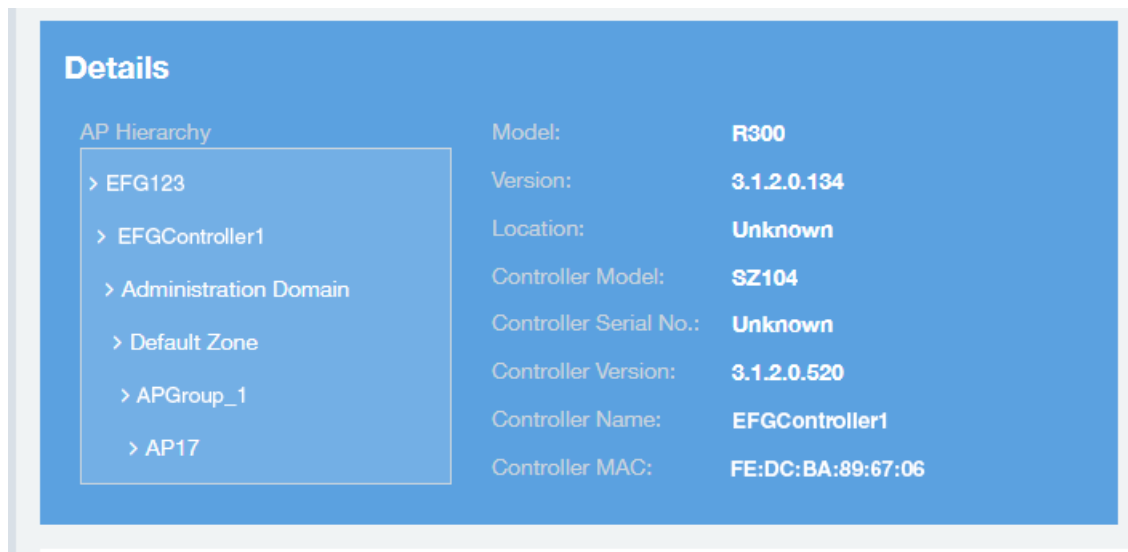 Details
AP Hierarchy
> EFG123
> EFGController1
> Administration Domain
> Default Zone
> APGroup_1
> AP17
Model: R300
Version: 3.1.2.0.134
Location: Unknown
Controller Model: SZ104
Controller Serial No.: Unknown
Controller Version: 3.1.2.0.520
Controller Name: EFGController1
Controller MAC: FE:DC:BA:89:67:06